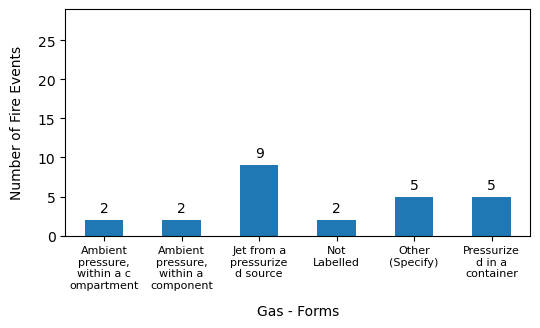 Number of Fire Events
25
20
15
10
5
0
2
2
9
2
5
5
Ambient
pressure,
within a c
ompartment
Ambient
pressure,
within a
component
Jet from a
pressurize
d source
Not
Labelled
Other
(Specify)
Pressurize
d in a
container
Gas - Forms